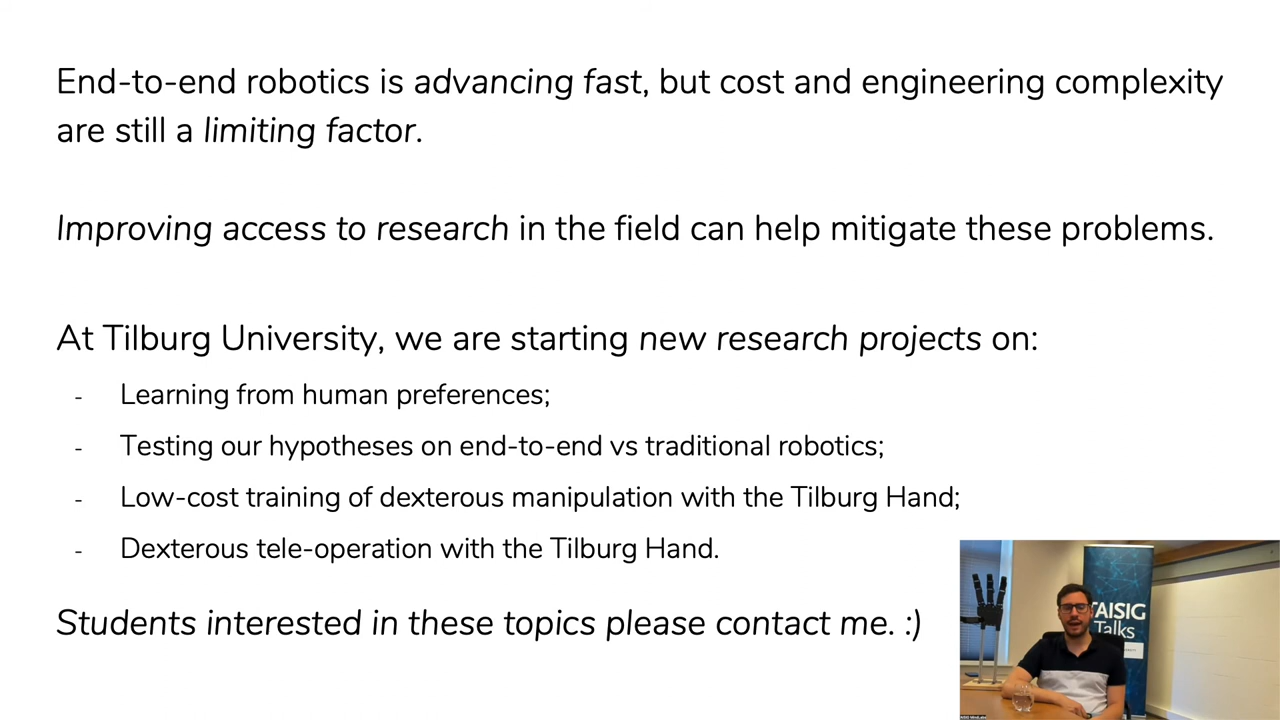 End-to-end robotics is advancing fast, but cost and engineering complexity
are still a limiting factor.
Improving access to research in the field can help mitigate these problems.
At Tilburg University, we are starting new research projects on:
- Learning from human preferences;
- Testing our hypotheses on end-to-end vs traditional robotics;
- Low-cost training of dexterous manipulation with the Tilburg Hand;
- Dexterous tele-operation with the Tilburg Hand.
Students interested in these topics please contact me. :)
TAISIG
Talks